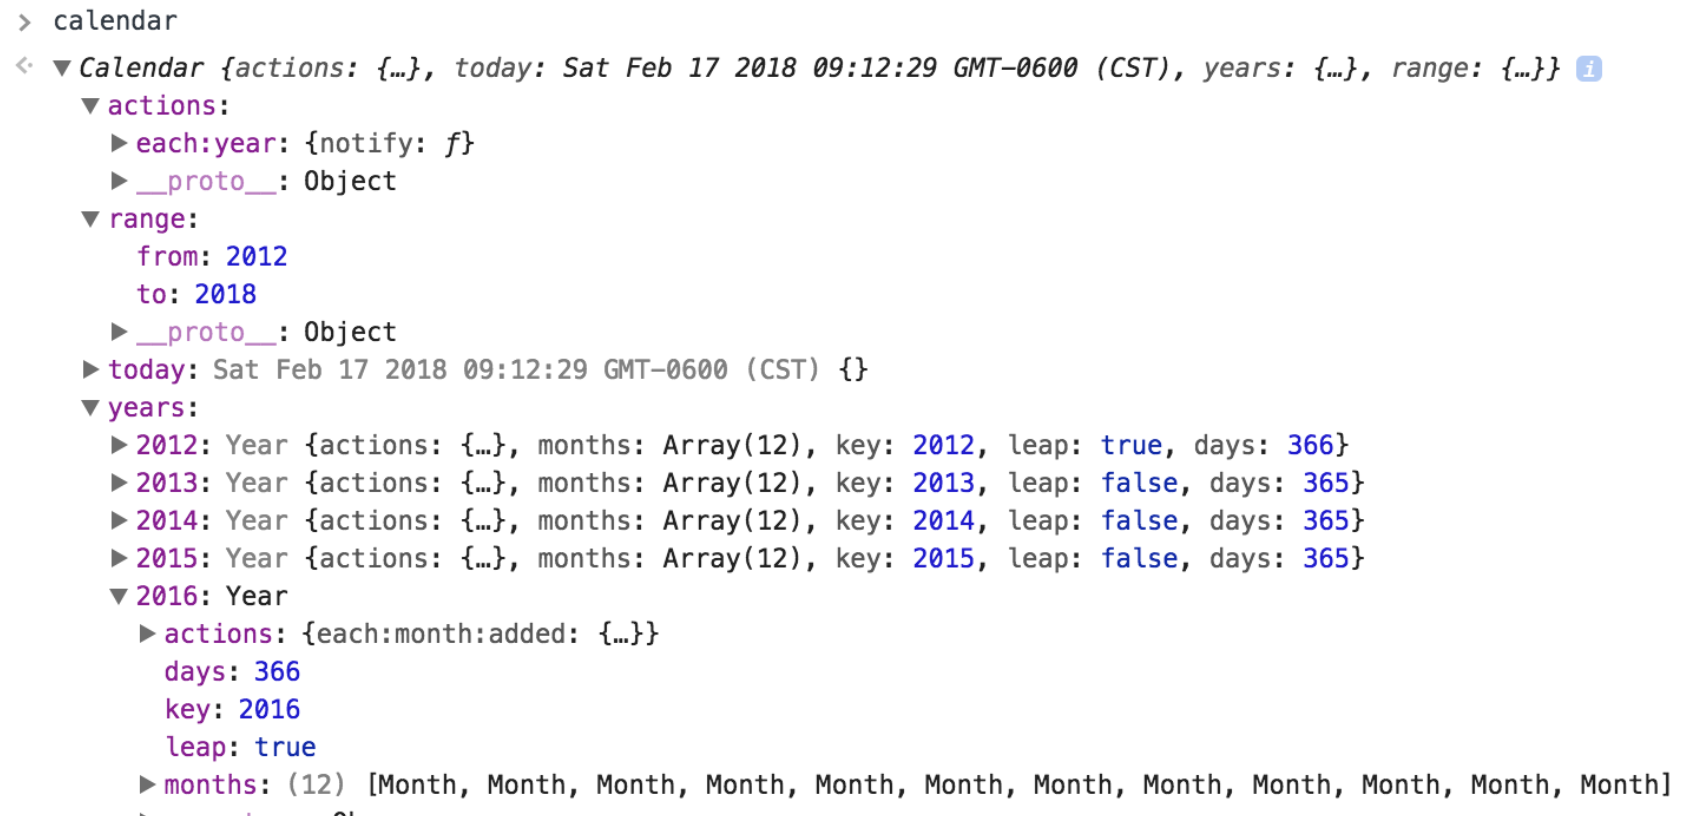 calendar
Calendar {actions: {…}, today: Sat Feb 17 2018 09:12:29 GMT-0600 (CST), years: {…}, range: {…}} i
actions:
each:year: {notify: ƒ}
__proto__: Object
range:
from: 2012
to: 2018
__proto__: Object
today: Sat Feb 17 2018 09:12:29 GMT-0600 (CST) {}
years:
2012: Year {actions: {…}, months: Array(12), key: 2012, leap: true, days: 366}
2013: Year {actions: {…}, months: Array(12), key: 2013, leap: false, days: 365}
2014: Year {actions: {…}, months: Array(12), key: 2014, leap: false, days: 365}
2015: Year {actions: {…}, months: Array(12), key: 2015, leap: false, days: 365}
2016: Year
actions: {each:month:added: {…}}
days: 366
key: 2016
leap: true
months: (12) [Month, Month, Month, Month, Month, Month, Month, Month, Month, Month, Month, Month]